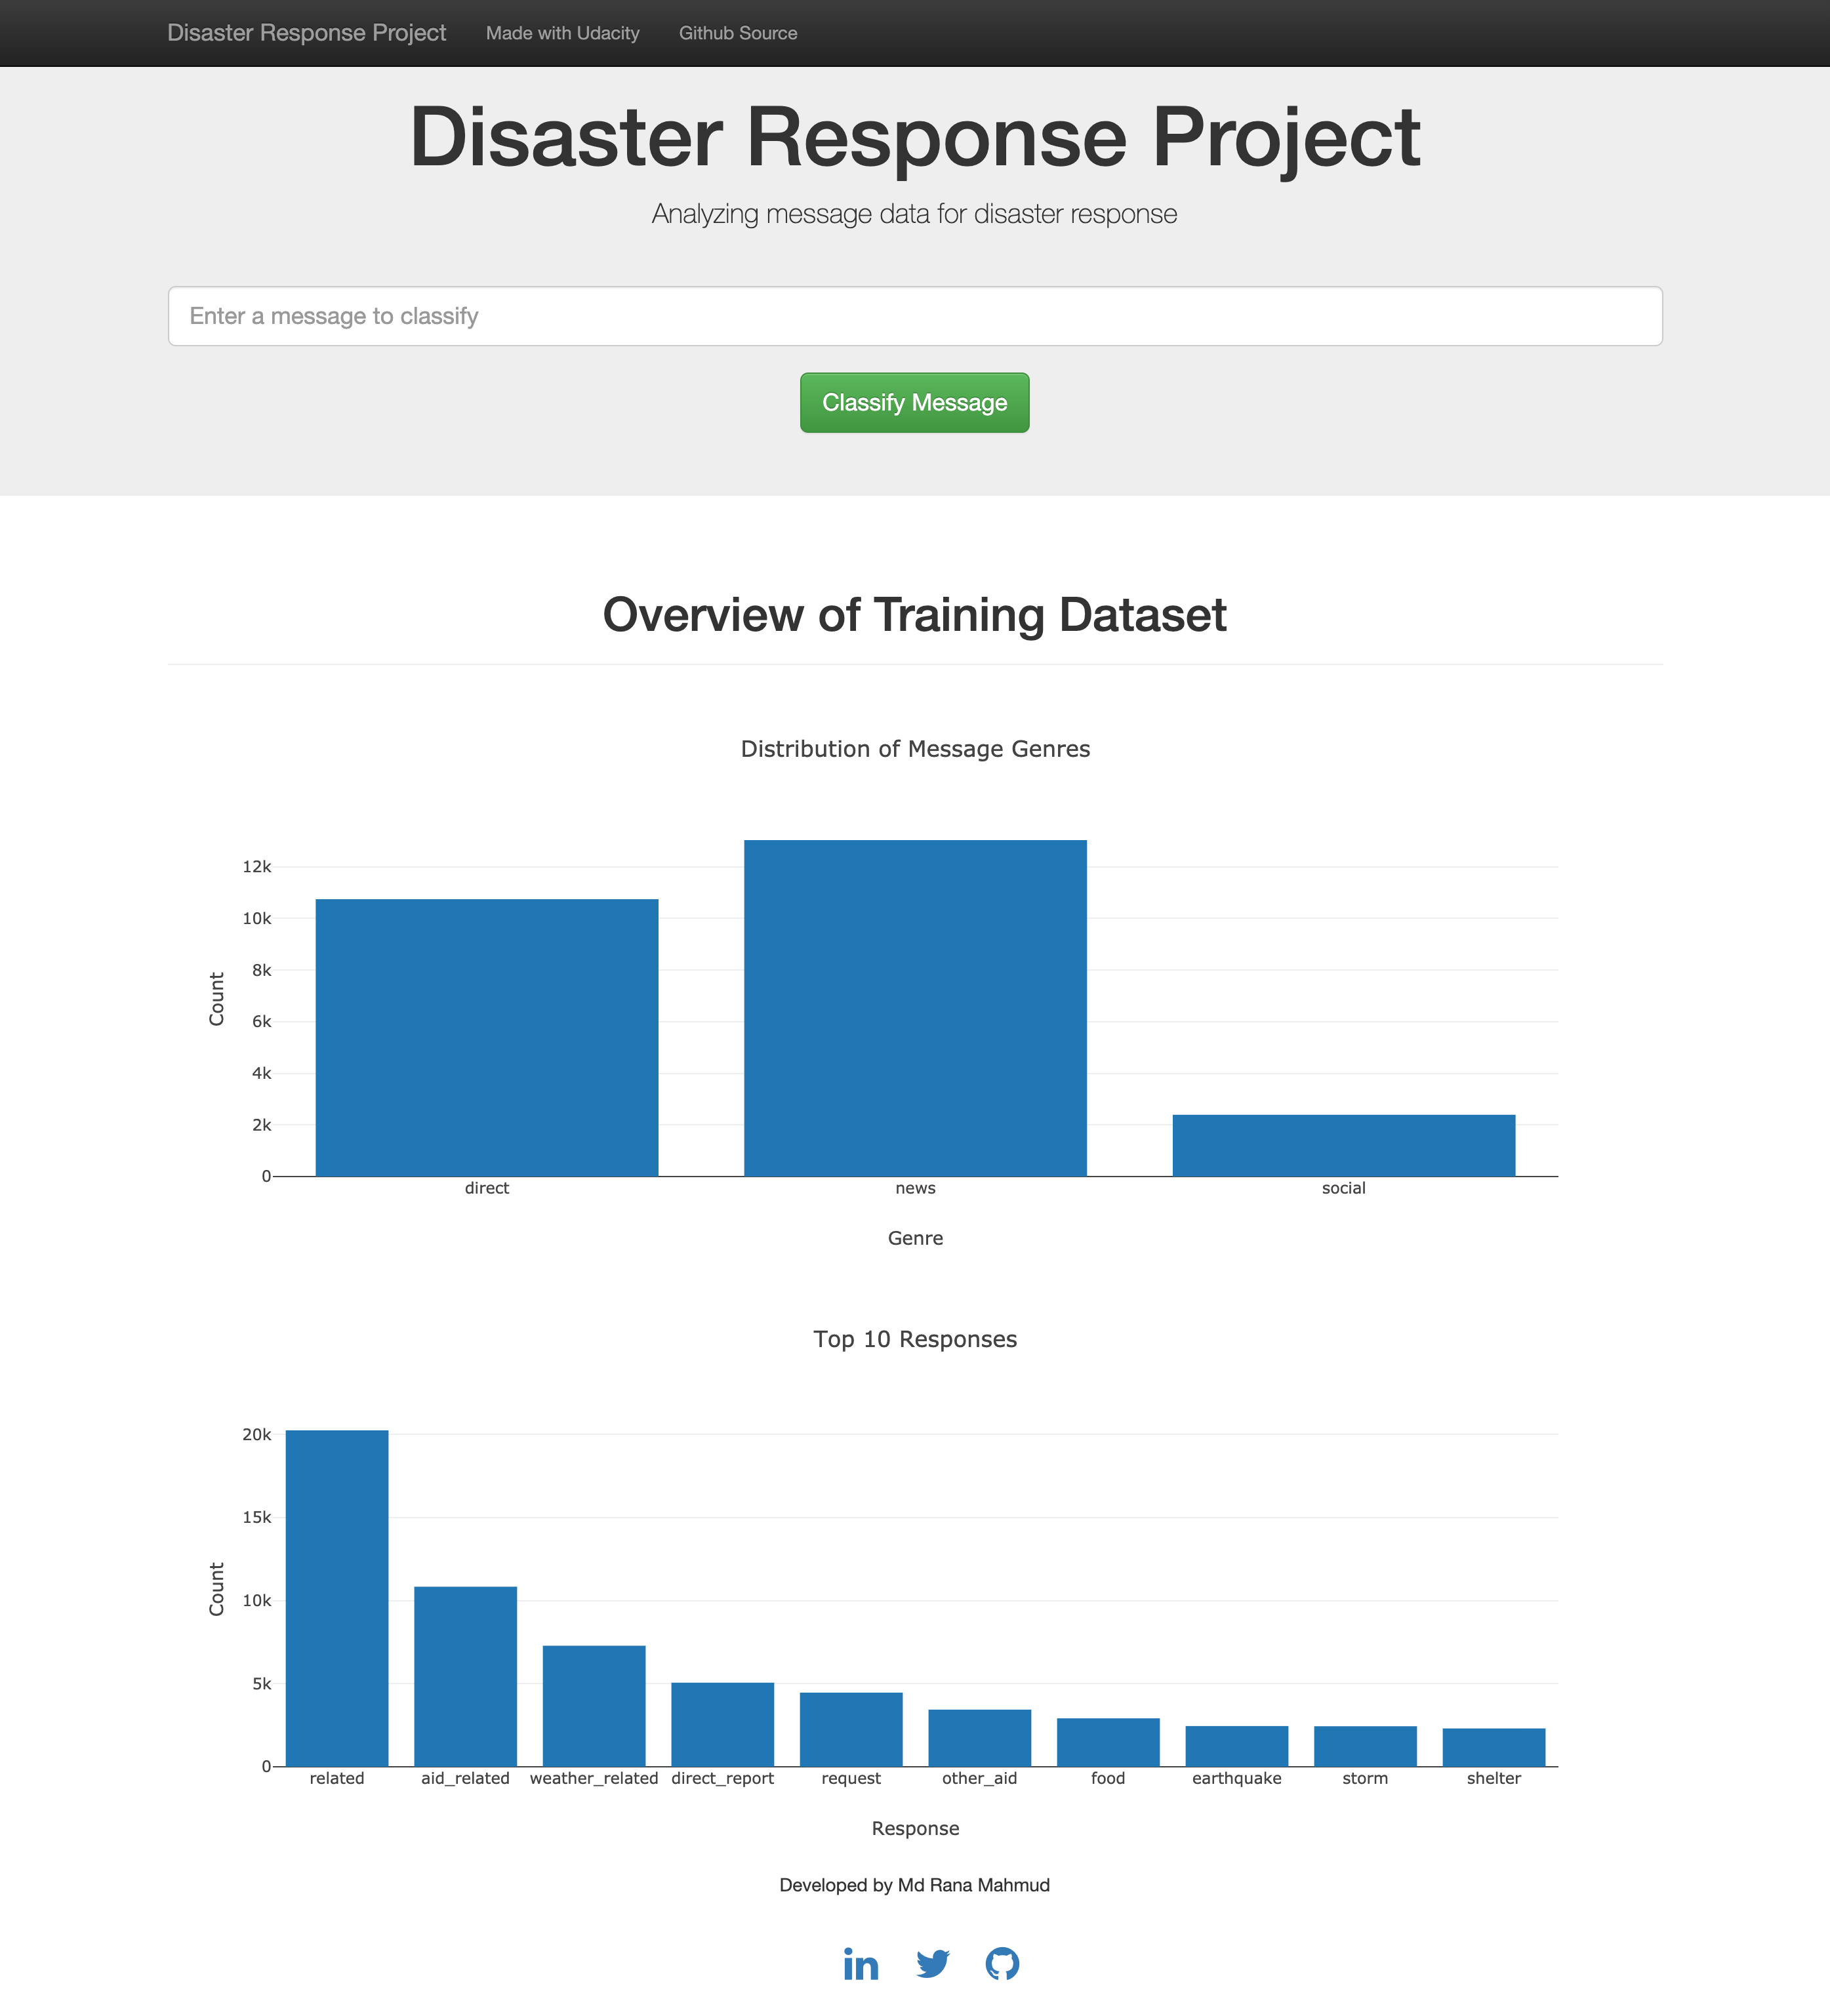 Disaster Response Project Made with Udacity Github Source
Disaster Response Project
Analyzing message data for disaster response
Enter a message to classify
Classify Message
Overview of Training Dataset
Distribution of Message Genres
12k
10k
8k
6k
4k
2k
0
Count
direct news social
Genre
Top 10 Responses
20k
15k
10k
5k
0
Count
related aid_related weather_related direct_report request other_aid food earthquake storm shelter
Response
Developed by Md Rana Mahmud
in